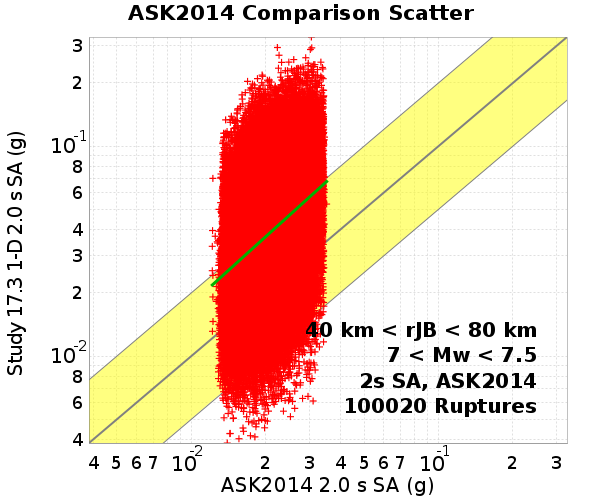 ASK2014 Comparison Scatter
3
2
10-1
8
6
4
3
2
10-2
8
6
4
Study 17.3 1-D 2.0 s SA (g)
40 km < rJB < 80 km
7 < Mw < 7.5
2s SA, ASK2014
100020 Ruptures
4 5 6 7 10-2 2 3 4 5 6 7 10-1 2 3
ASK2014 2.0 s SA (g)